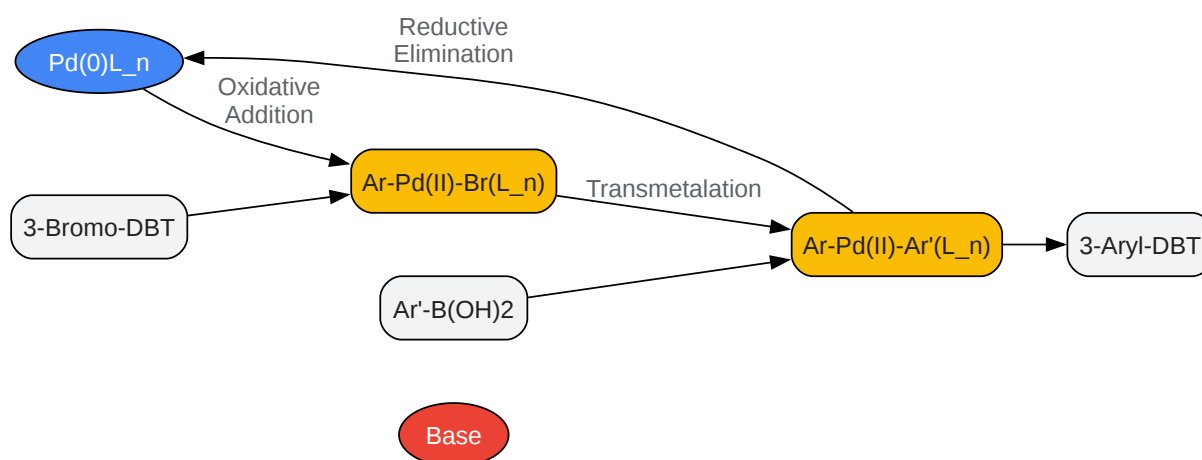 Reductive
Elimination
Pd(0)L_n
Oxidative
Addition
Ar-Pd(II)-Br(L_n)
Transmetalation
3-Bromo-DBT
Ar-Pd(II)-Ar'(L_n)
3-Aryl-DBT
Ar'-B(OH)2
Base